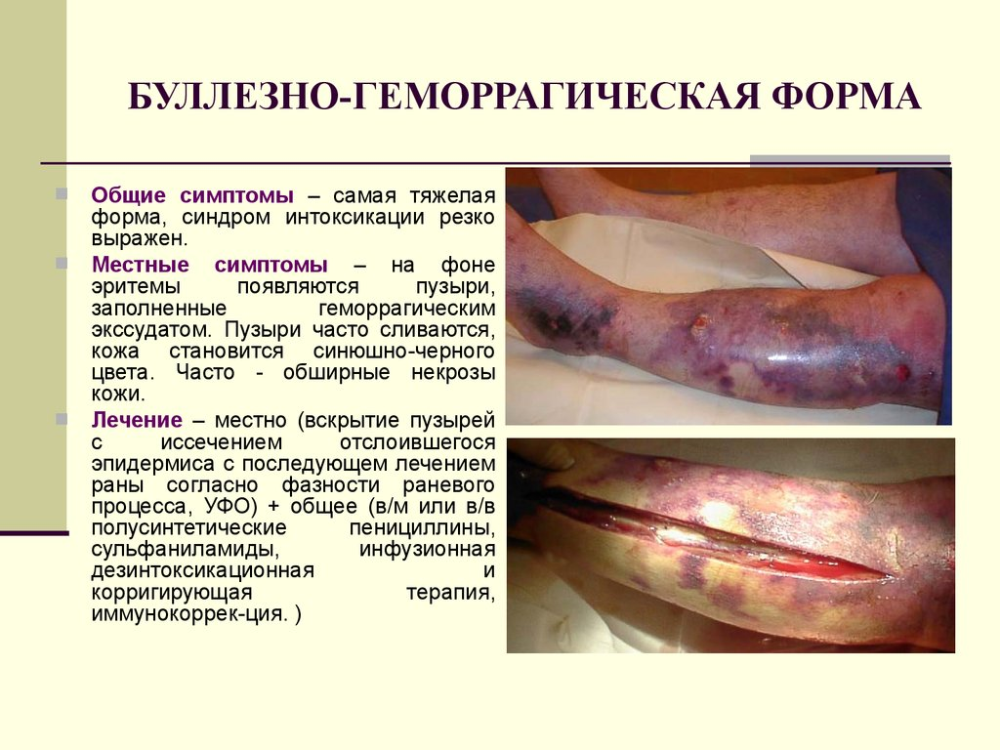 БУЛЛЕЗНО-ГЕМОРРАГИЧЕСКАЯ ФОРМА
Общие симптомы – самая тяжелая
форма, синдром интоксикации резко
выражен.
Местные симптомы – на фоне
эритемы появляются пузыри,
заполненные геморрагическим
экссудатом. Пузыри часто сливаются,
кожа становится синюшно-черного
цвета. Часто - обширные некрозы
кожи.
Лечение – местно (вскрытие пузырей
с иссечением отслоившегося
эпидермиса с последующем лечением
раны согласно фазности раневого
процесса, УФО) + общее (в/м или в/в
полусинтетические пенициллины,
сульфаниламиды, инфузионная
дезинтоксикационная и
корригирующая терапия,
иммунокоррек-ция. )